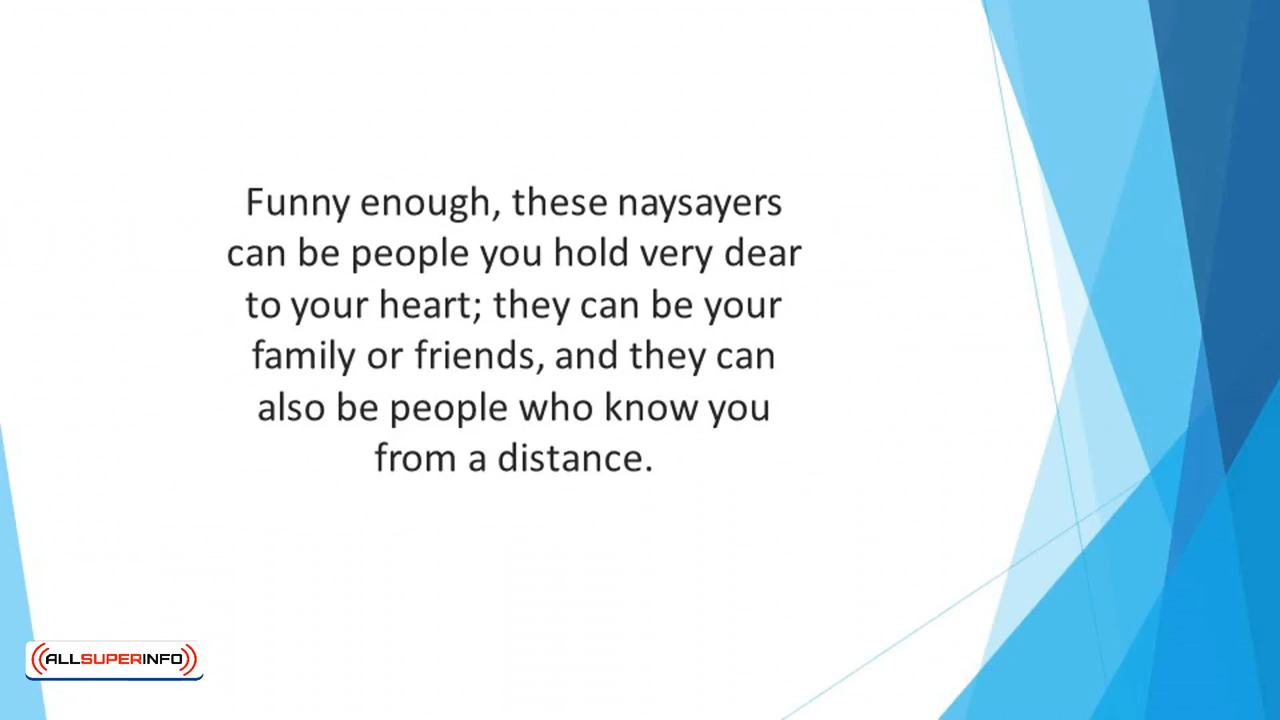 Funny enough, these naysayers
can be people you hold very dear
to your heart; they can be your
family or friends, and they can
also be people who know you
from a distance.
ALLSUPERINFO